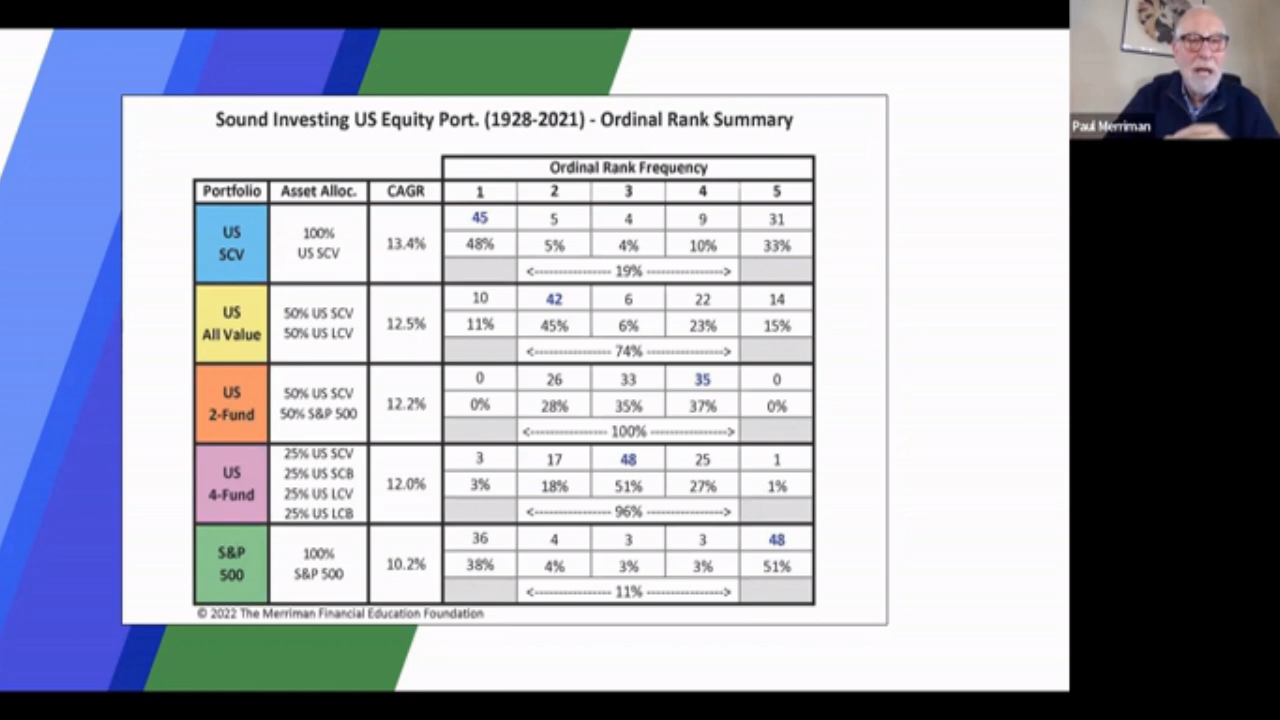 Sound Investing US Equity Port. (1928-2021) - Ordinal Rank Summary
Paul Merriman
Ordinal Rank Frequency
Portfolio Asset Alloc. CAGR 1 2 3 4 5
US SCV
100% US SCV
13.4%
45 5 4 9 31
48% 5% 4% 10% 33%
<------------------ 19% ------------------>
US All Value
50% US SCV
50% US LCV
12.5%
10 42 6 22 14
11% 45% 6% 23% 15%
<------------------ 74% ------------------>
US 2-Fund
50% US SCV
50% S&P 500
12.2%
0 26 33 35 0
0% 28% 35% 37% 0%
<------------------ 100% ------------------>
US 4-Fund
25% US SCV
25% US SCB
25% US LCV
25% US LCB
12.0%
3 17 48 25 1
3% 18% 51% 27% 1%
<------------------ 96% ------------------>
S&P 500
100% S&P 500
10.2%
36 4 3 3 48
38% 4% 3% 3% 51%
<------------------ 11% ------------------>
© 2022 The Merriman Financial Education Foundation